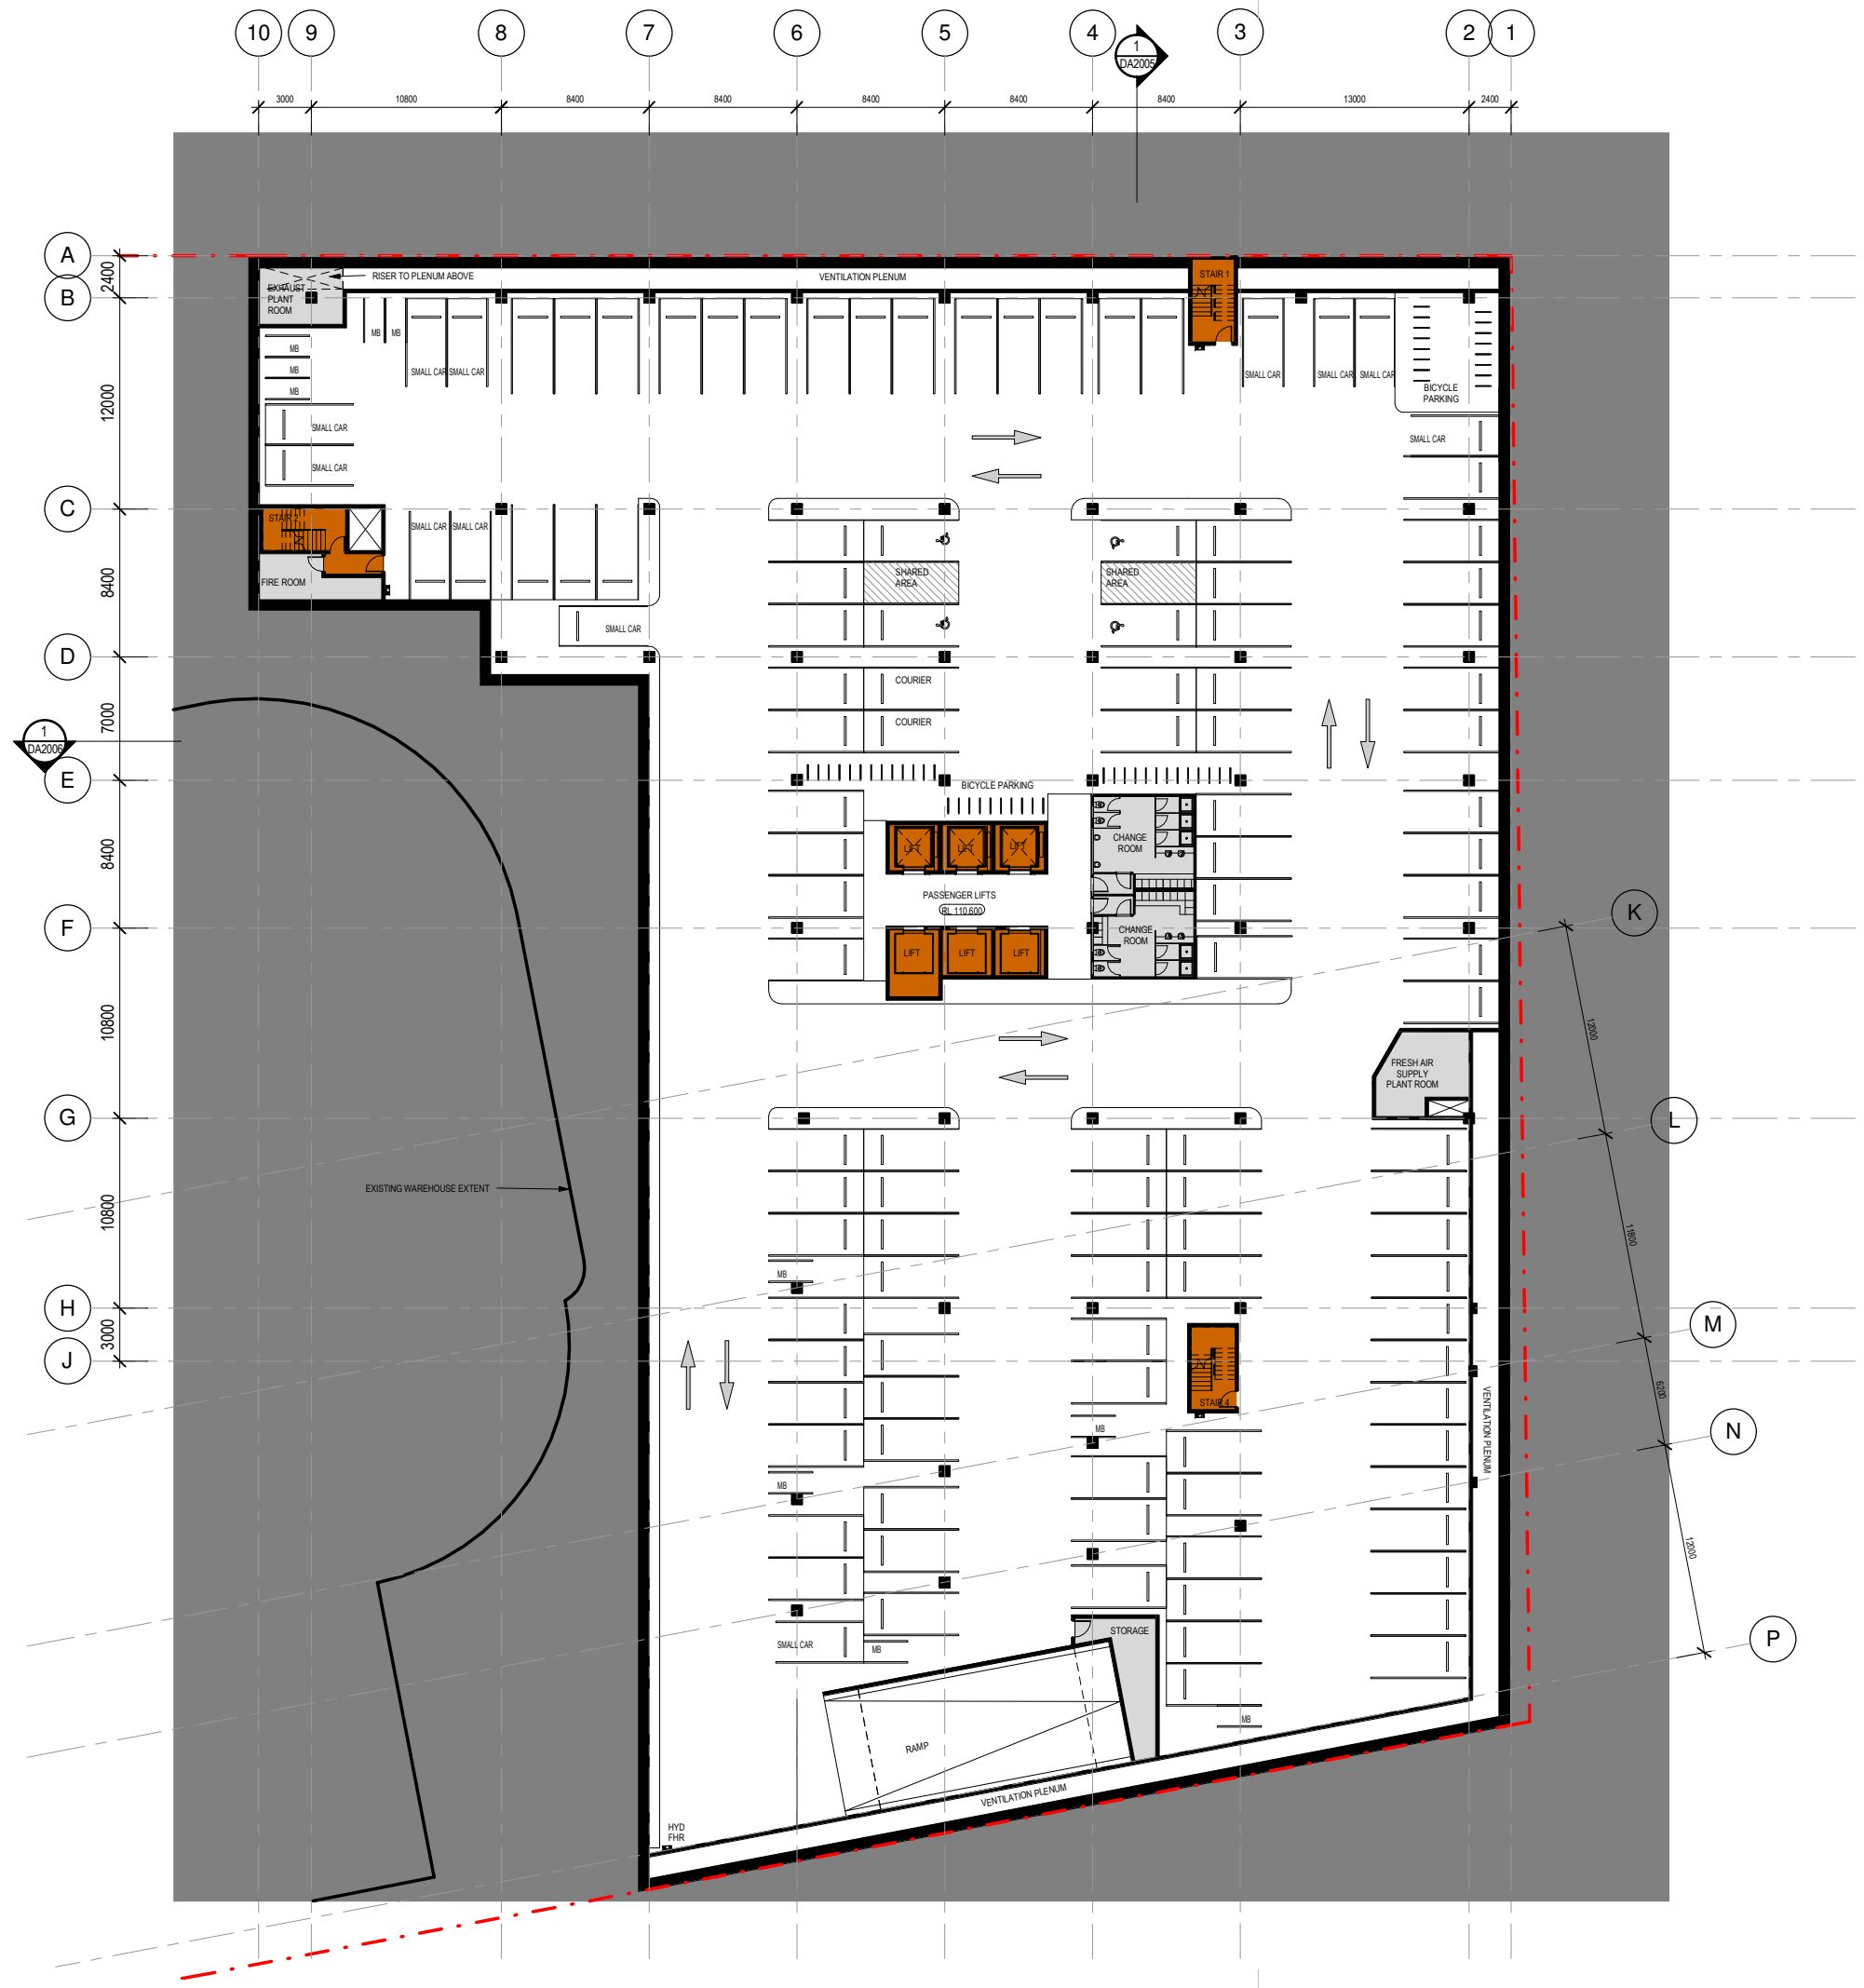 10 9 8 7 6 5 4 3 2 1
1
DA2005
3000 10800 8400 8400 8400 8400 8400 13000 2400
A
2400
B
12000
C
8400
D
7000
E
8400
F
10800
G
10800
H
3000
J
1
DA2006
RISER TO PLENUM ABOVE
VENTILATION PLENUM
STAIR 1
EXHAUST
PLANT
ROOM
MB MB
MB
MB
MB
SMALL CAR SMALL CAR
SMALL CAR
SMALL CAR SMALL CAR
BICYCLE
PARKING
SMALL CAR
SMALL CAR
SMALL CAR
STAIR 2
FIRE ROOM
SMALL CAR SMALL CAR
SMALL CAR
SHARED
AREA
SHARED
AREA
COURIER
COURIER
BICYCLE PARKING
LIFT LIFT LIFT
CHANGE
ROOM
PASSENGER LIFTS
RL 110.600
CHANGE
ROOM
LIFT LIFT LIFT
K
12000
FRESH AIR
SUPPLY
PLANT ROOM
L
11800
EXISTING WAREHOUSE EXTENT
MB
M
6200
STAIR 4
MB
VENTILATION PLENUM
N
MB
12000
SMALL CAR
MB
STORAGE
P
MB
RAMP
VENTILATION PLENUM
HYD
FHR